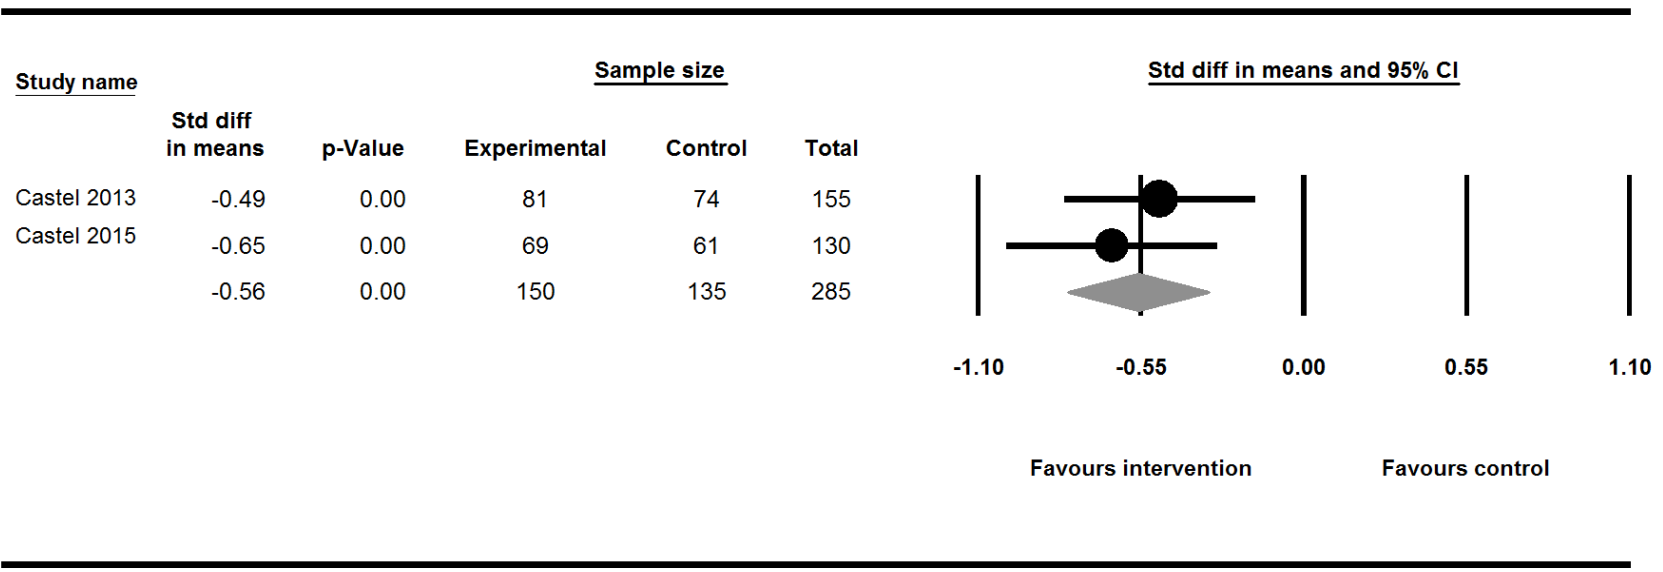 Study name
Sample size
Std diff in means and 95% CI
Std diff
in means p-Value Experimental Control Total
Castel 2013 -0.49 0.00 81 74 155
Castel 2015 -0.65 0.00 69 61 130
-0.56 0.00 150 135 285
-1.10 -0.55 0.00 0.55 1.10
Favours intervention Favours control